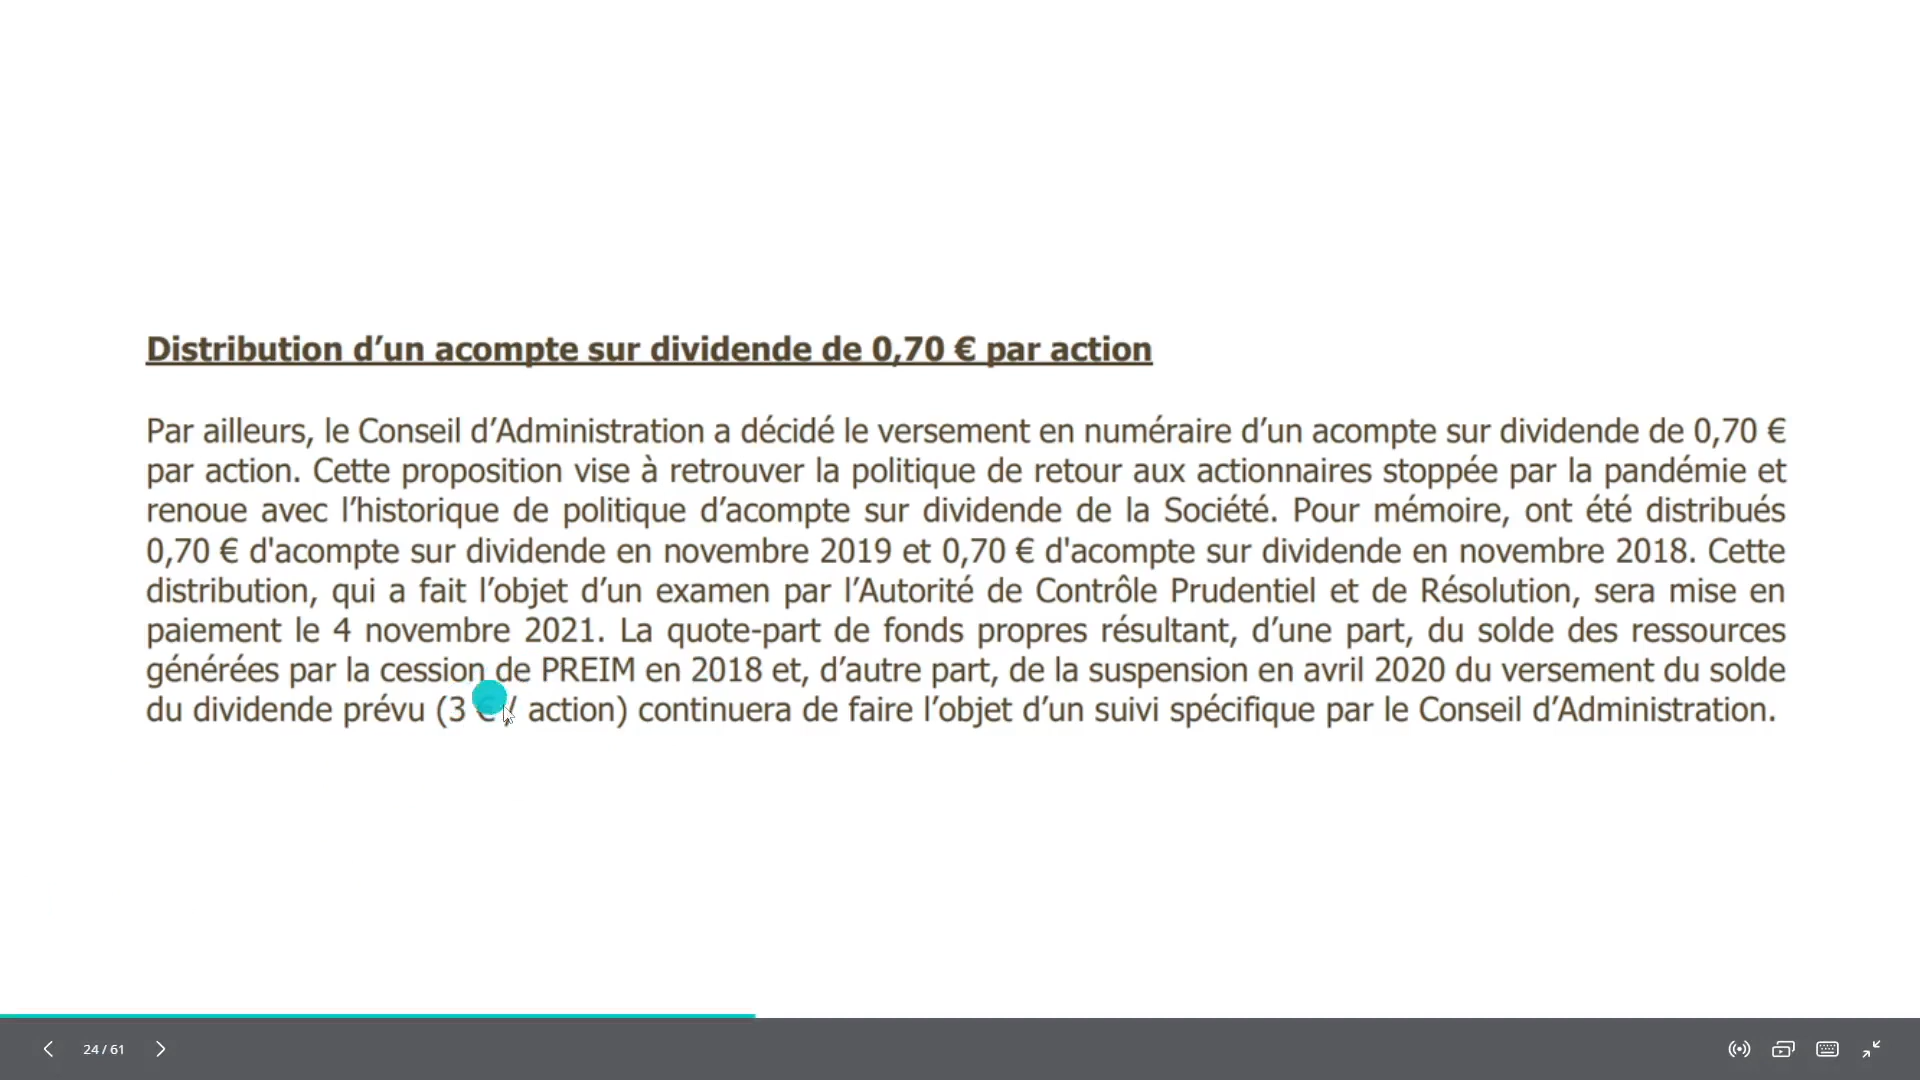 Distribution d’un acompte sur dividende de 0,70 € par action
Par ailleurs, le Conseil d’Administration a décidé le versement en numéraire d’un acompte sur dividende de 0,70 €
par action. Cette proposition vise à retrouver la politique de retour aux actionnaires stoppée par la pandémie et
renoue avec l’historique de politique d’acompte sur dividende de la Société. Pour mémoire, ont été distribués
0,70 € d'acompte sur dividende en novembre 2019 et 0,70 € d'acompte sur dividende en novembre 2018. Cette
distribution, qui a fait l’objet d’un examen par l’Autorité de Contrôle Prudentiel et de Résolution, sera mise en
paiement le 4 novembre 2021. La quote-part de fonds propres résultant, d’une part, du solde des ressources
générées par la cession de PREIM en 2018 et, d’autre part, de la suspension en avril 2020 du versement du solde
du dividende prévu (3 € / action) continuera de faire l’objet d’un suivi spécifique par le Conseil d’Administration.
24 / 61